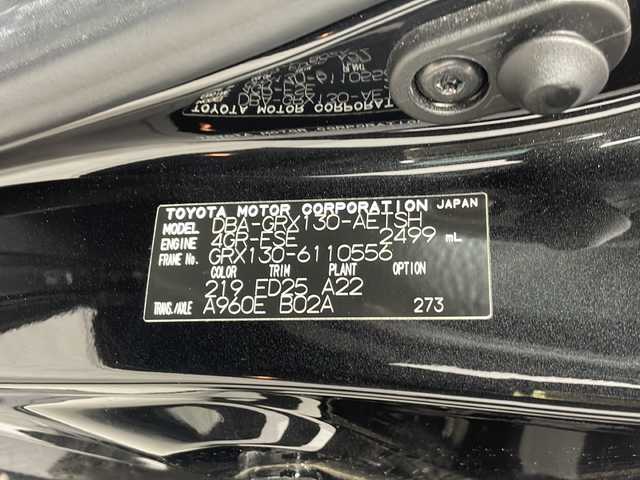 TOYOTA MOTOR CORPORATION JAPAN
MODEL DBA-GRX130-AETSH
ENGINE 4GR-FSE 2499 mL
FRAME No. GRX130-6110556
COLOR TRIM PLANT OPTION
219 FD25 A22
TRANS./AXLE A960E B02A 273